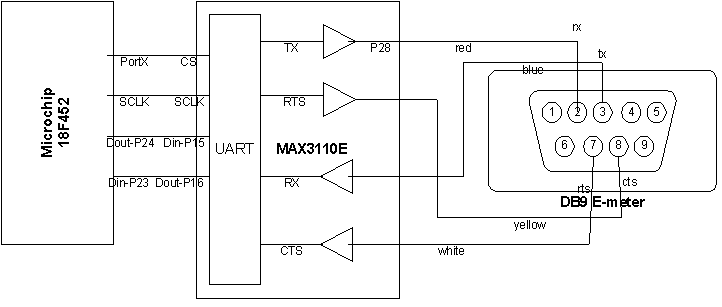 Microchip
18F452
PortX
CS
SCLK
SCLK
Dout-P24
Din-P15
Din-P23
Dout-P16
UART
TX
RTS
MAX3110E
RX
CTS
P28
red
blue
yellow
white
rx
tx
1 2 3 4 5
6 7 8 9
rts
cts
DB9 E-meter